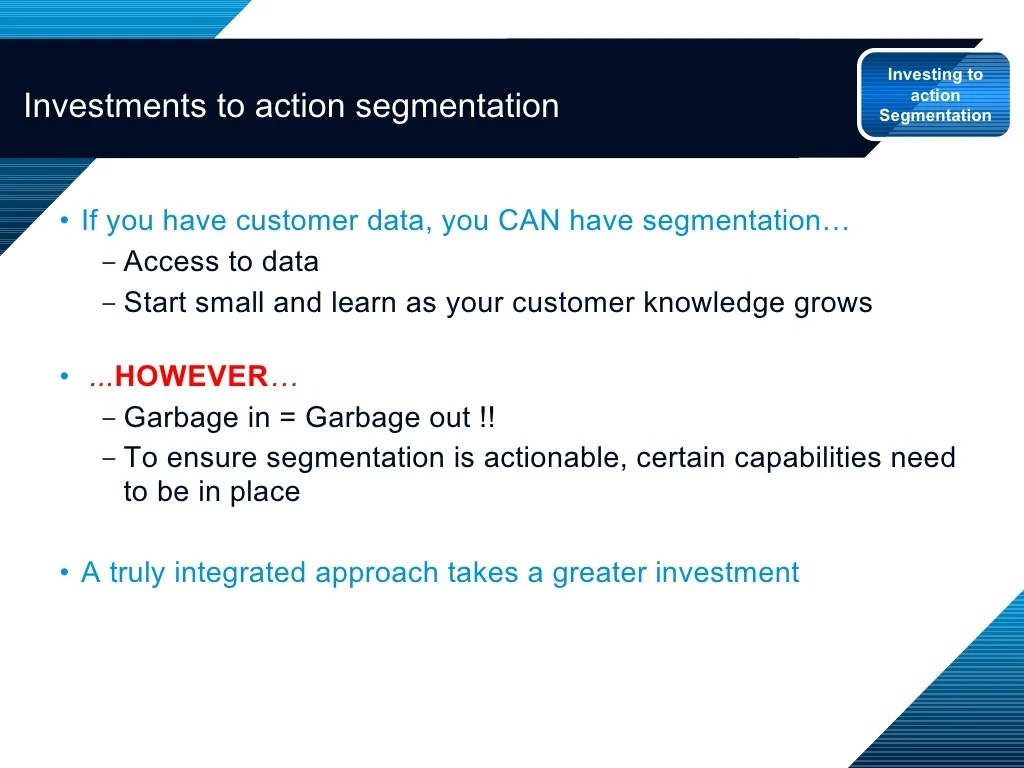 Investments to action segmentation
Investing to
action
Segmentation
• If you have customer data, you CAN have segmentation…
– Access to data
– Start small and learn as your customer knowledge grows
• ...HOWEVER…
– Garbage in = Garbage out !!
– To ensure segmentation is actionable, certain capabilities need
to be in place
• A truly integrated approach takes a greater investment